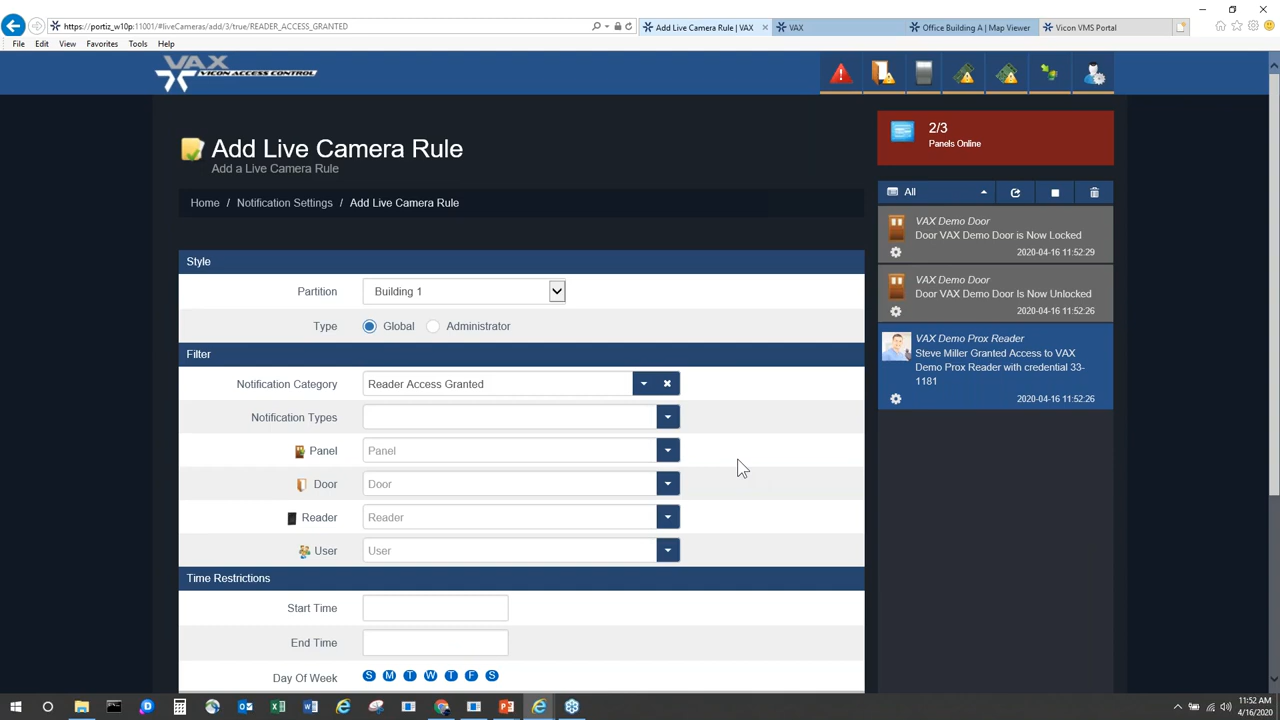 https://portiz_w10p:11001/#liveCameras/add/3/true/READER_ACCESS_GRANTED
Add Live Camera Rule | VAX
VAX
Office Building A | Map Viewer
Vicon VMS Portal
File Edit View Favorites Tools Help
VAX
VICON ACCESS CONTROL
Add Live Camera Rule
Add a Live Camera Rule
Home / Notification Settings / Add Live Camera Rule
Style
Partition Building 1
Type Global Administrator
Filter
Notification Category Reader Access Granted
Notification Types
Panel Panel
Door Door
Reader Reader
User User
Time Restrictions
Start Time
End Time
Day Of Week S M T W T F S
2/3
Panels Online
All
VAX Demo Door
Door VAX Demo Door is Now Locked
2020-04-16 11:52:29
VAX Demo Door
Door VAX Demo Door Is Now Unlocked
2020-04-16 11:52:26
VAX Demo Prox Reader
Steve Miller Granted Access to VAX
Demo Prox Reader with credential 33-
1181
2020-04-16 11:52:26
11:52 AM
4/16/2020